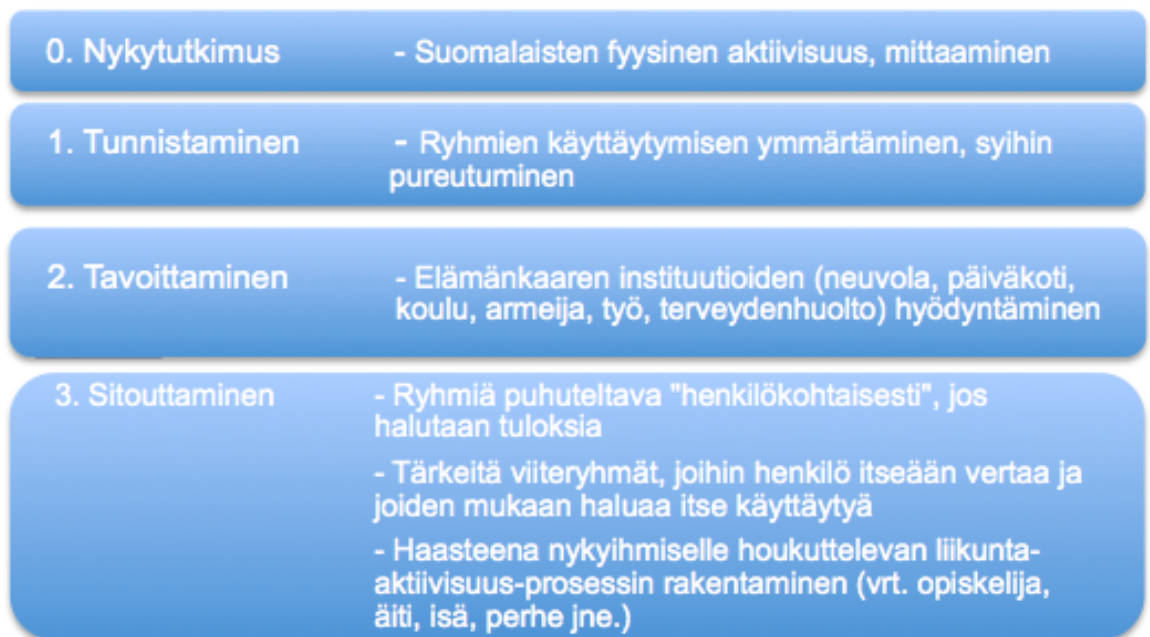 0. Nykytutkimus - Suomalaisten fyysinen aktiivisuus, mittaaminen
1. Tunnistaminen - Ryhmien käyttäytymisen ymmärtäminen, syihin
pureutuminen
2. Tavoittaminen - Elämänkaaren instituutioiden (neuvola, päiväkoti,
koulu, armeija, työ, terveydenhuolto) hyödyntäminen
3. Sitouttaminen - Ryhmiä puhuteltava "henkilökohtaisesti", jos
halutaan tuloksia
- Tärkeitä viiteryhmät, joihin henkilö itseään vertaa ja
joiden mukaan haluaa itse käyttäytyä
- Haasteena nykyihmiselle houkuttelevan liikunta-
aktiivisuus-prosessin rakentaminen (vrt. opiskelija,
äiti, isä, perhe jne.)